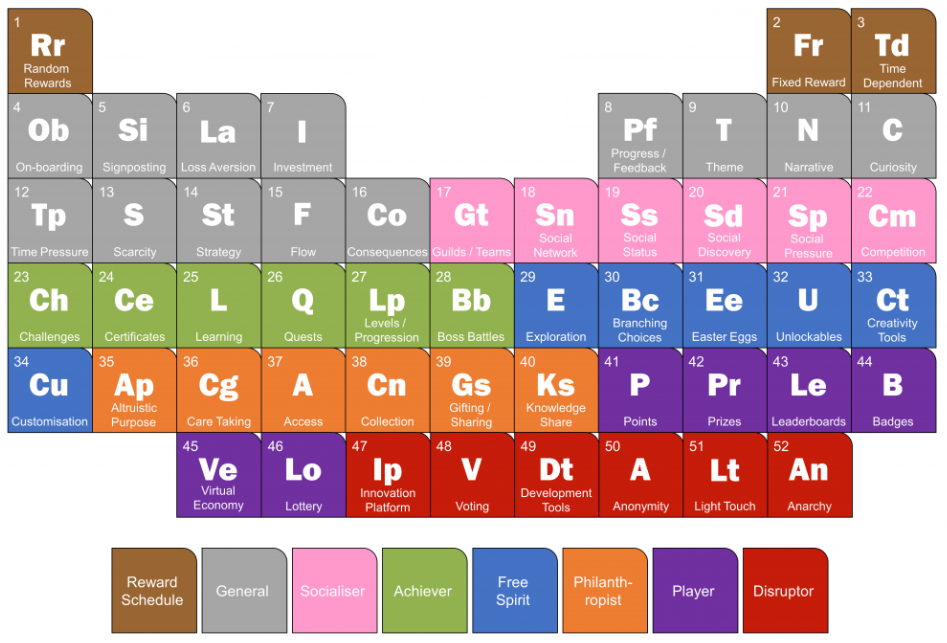 1
Rr
Random
Rewards
2
Fr
Fixed Reward
3
Td
Time
Dependent
4
Ob
On-boarding
5
Si
Signposting
6
La
Loss Aversion
7
I
Investment
8
Pf
Progress /
Feedback
9
T
Theme
10
N
Narrative
11
C
Curiosity
12
Tp
Time Pressure
13
S
Scarcity
14
St
Strategy
15
F
Flow
16
Co
Consequences
17
Gt
Guilds / Teams
18
Sn
Social
Network
19
Ss
Social
Status
20
Sd
Social
Discovery
21
Sp
Social
Pressure
22
Cm
Competition
23
Ch
Challenges
24
Ce
Certificates
25
L
Learning
26
Q
Quests
27
Lp
Levels /
Progression
28
Bb
Boss Battles
29
E
Exploration
30
Bc
Branching
Choices
31
Ee
Easter Eggs
32
U
Unlockables
33
Ct
Creativity
Tools
34
Cu
Customisation
35
Ap
Altruistic
Purpose
36
Cg
Care Taking
37
A
Access
38
Cn
Collection
39
Gs
Gifting /
Sharing
40
Ks
Knowledge
Share
41
P
Points
42
Pr
Prizes
43
Le
Leaderboards
44
B
Badges
45
Ve
Virtual
Economy
46
Lo
Lottery
47
Ip
Innovation
Platform
48
V
Voting
49
Dt
Development
Tools
50
A
Anonymity
51
Lt
Light Touch
52
An
Anarchy
Reward
Schedule
General
Socialiser
Achiever
Free
Spirit
Philanth-
ropist
Player
Disruptor